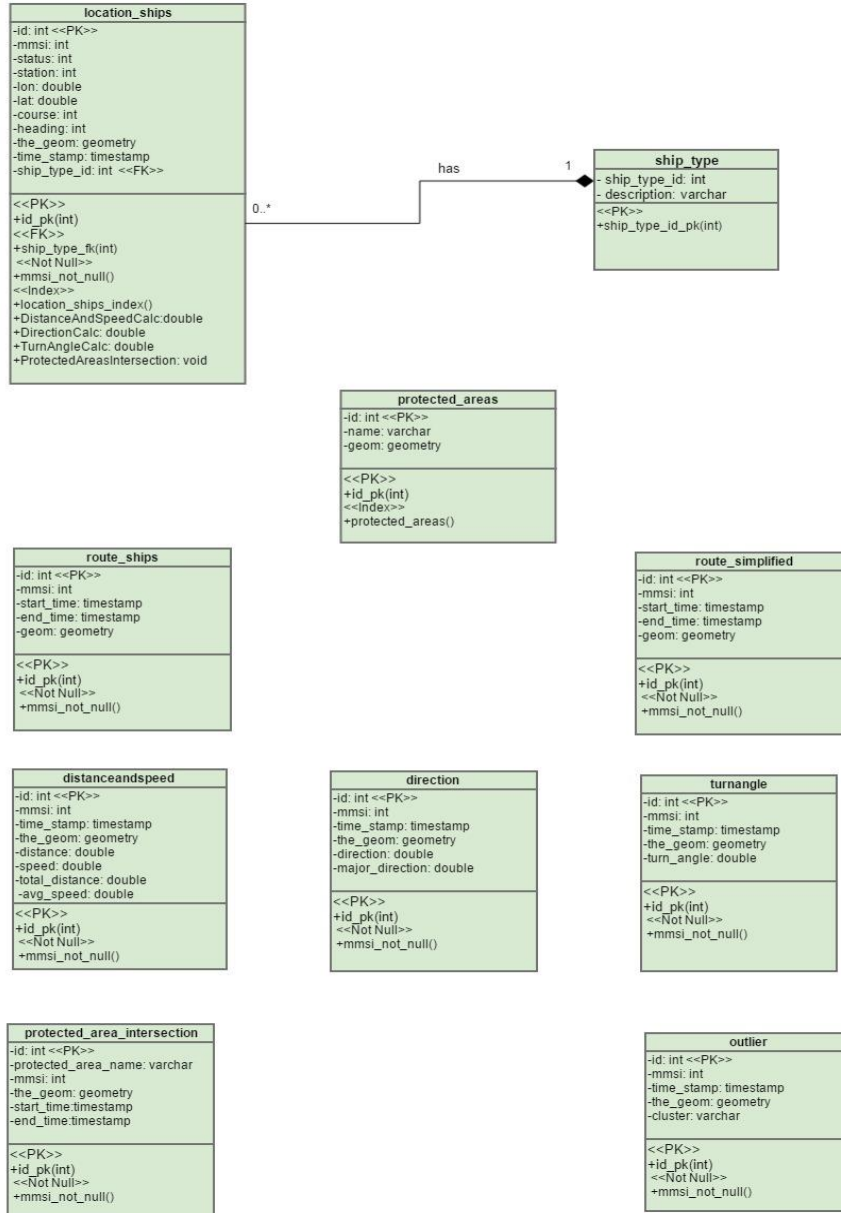 location_ships
-id: int <<PK>>
-mmsi: int
-status: int
-station: int
-lon: double
-lat: double
-course: int
-heading: int
-the_geom: geometry
-time_stamp: timestamp
-ship_type_id: int <<FK>>
<<PK>>
+id_pk(int)
<<FK>>
+ship_type_fk(int)
<<Not Null>>
+mmsi_not_null()
<<Index>>
+location_ships_index()
+DistanceAndSpeedCalc:double
+DirectionCalc: double
+TurnAngleCalc: double
+ProtectedAreasIntersection: void
0..*
has
1
ship_type
- ship_type_id: int
- description: varchar
<<PK>>
+ship_type_id_pk(int)
protected_areas
-id: int <<PK>>
-name: varchar
-geom: geometry
<<PK>>
+id_pk(int)
<<Index>>
+protected_areas()
route_ships
-id: int <<PK>>
-mmsi: int
-start_time: timestamp
-end_time: timestamp
-geom: geometry
<<PK>>
+id_pk(int)
<<Not Null>>
+mmsi_not_null()
route_simplified
-id: int <<PK>>
-mmsi: int
-start_time: timestamp
-end_time: timestamp
-geom: geometry
<<PK>>
+id_pk(int)
<<Not Null>>
+mmsi_not_null()
distanceandspeed
-id: int <<PK>>
-mmsi: int
-time_stamp: timestamp
-the_geom: geometry
-distance: double
-speed: double
-total_distance: double
-avg_speed: double
<<PK>>
+id_pk(int)
<<Not Null>>
+mmsi_not_null()
direction
-id: int <<PK>>
-mmsi: int
-time_stamp: timestamp
-the_geom: geometry
-direction: double
-major_direction: double
<<PK>>
+id_pk(int)
<<Not Null>>
+mmsi_not_null()
turnangle
-id: int <<PK>>
-mmsi: int
-time_stamp: timestamp
-the_geom: geometry
-turn_angle: double
<<PK>>
+id_pk(int)
<<Not Null>>
+mmsi_not_null()
protected_area_intersection
-id: int <<PK>>
-protected_area_name: varchar
-mmsi: int
-the_geom: geometry
-start_time:timestamp
-end_time:timestamp
<<PK>>
+id_pk(int)
<<Not Null>>
+mmsi_not_null()
outlier
-id: int <<PK>>
-mmsi: int
-time_stamp: timestamp
-the_geom: geometry
-cluster: varchar
<<PK>>
+id_pk(int)
<<Not Null>>
+mmsi_not_null()